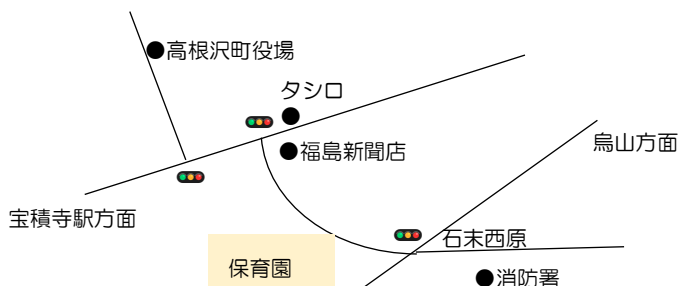 高根沢町役場
タシロ
福島新聞店
烏山方面
宝積寺駅方面
石末西原
保育園
消防署